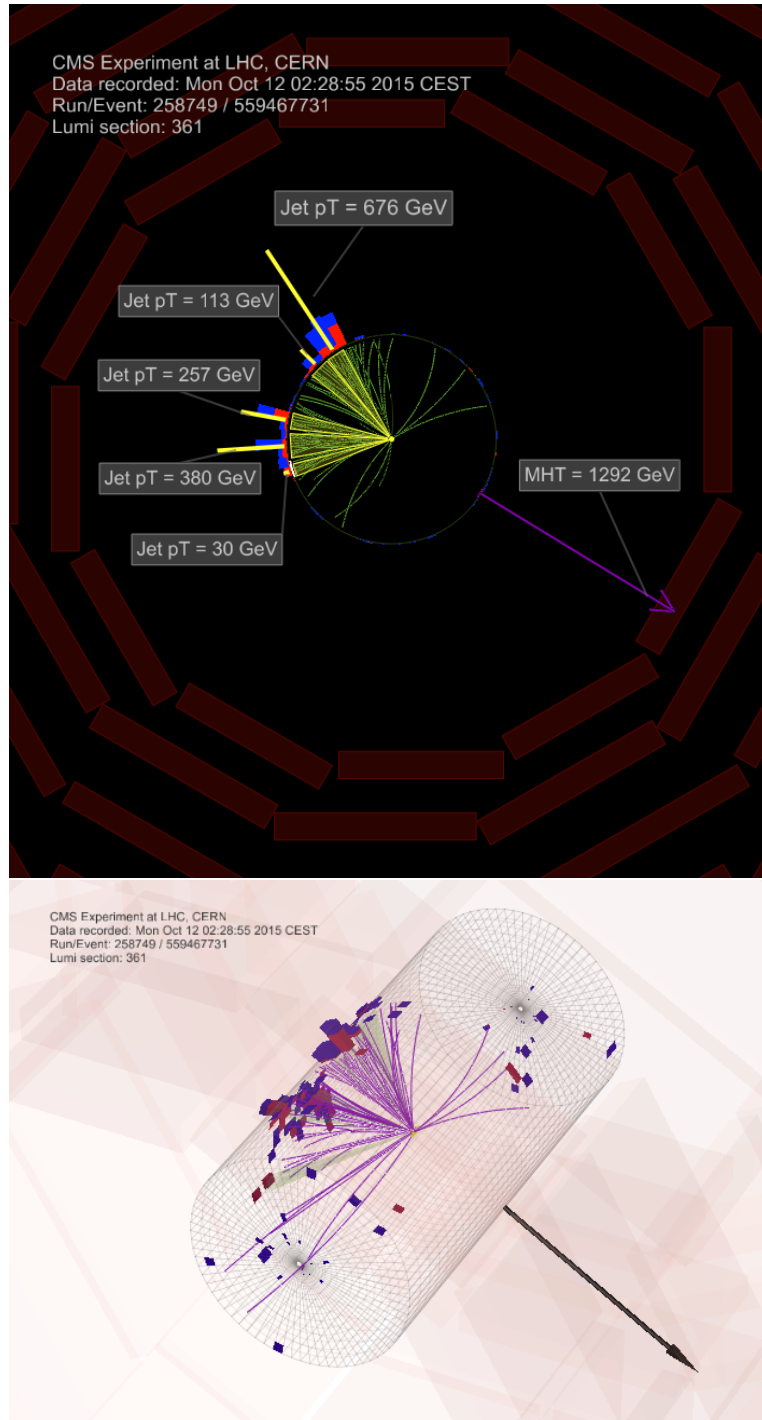 CMS Experiment at LHC, CERN
Data recorded: Mon Oct 12 02:28:55 2015 CEST
Run/Event: 258749 / 559467731
Lumi section: 361
Jet pT = 676 GeV
Jet pT = 113 GeV
Jet pT = 257 GeV
MHT = 1292 GeV
Jet pT = 380 GeV
Jet pT = 30 GeV
CMS Experiment at LHC, CERN
Data recorded: Mon Oct 12 02:28:55 2015 CEST
Run/Event: 258749 / 559467731
Lumi section: 361